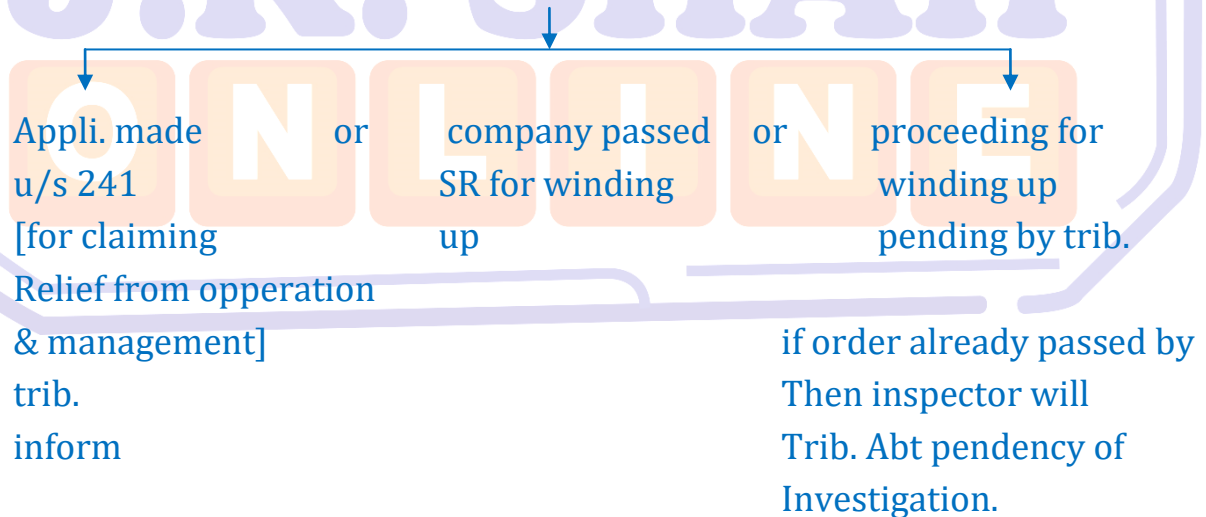 J.K. SHAH
ONLINE
Appli. made or company passed or proceeding for
u/s 241 SR for winding winding up
[for claiming up pending by trib.
Relief from opperation
& management] if order already passed by
trib. Then inspector will
inform Trib. Abt pendency of
Investigation.